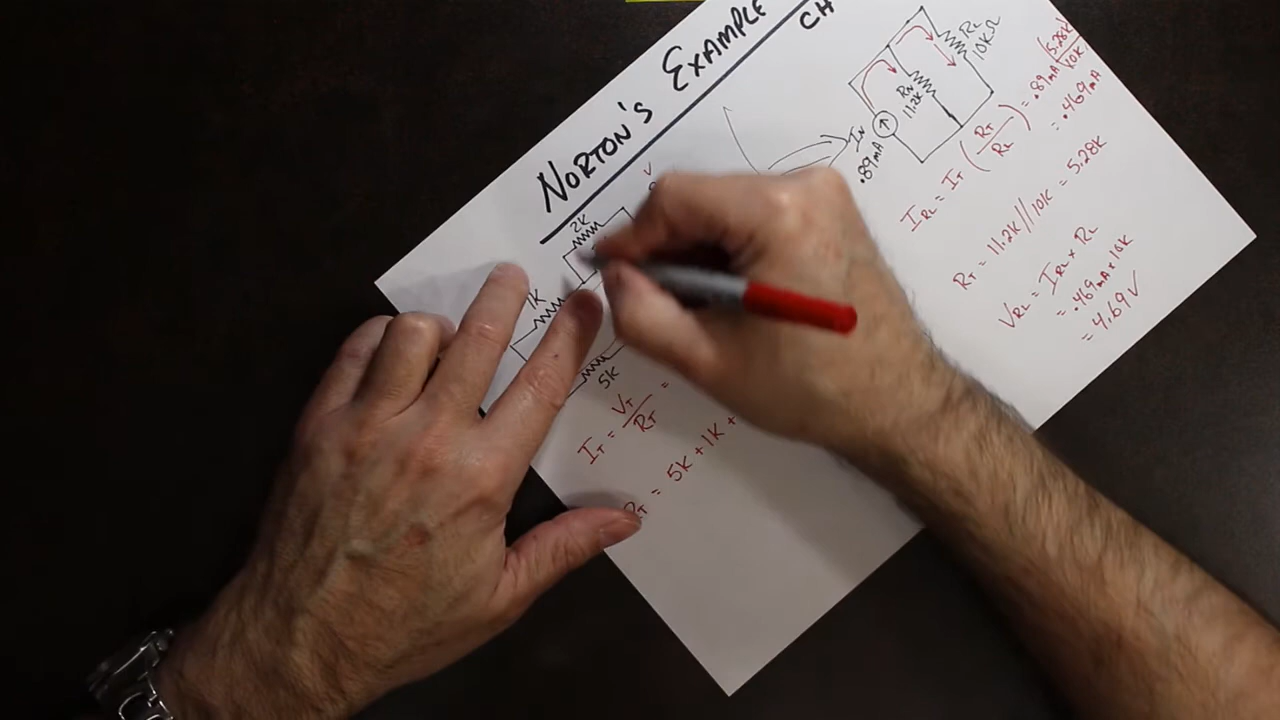 NORTON'S EXAMPLE
CH
2K
1K
5K
IT = VT/RT =
RT = 5K + 1K +
IN
.89mA
RN
11.2K
RL
10KΩ
IRL = IT (RT/RL) = .89mA (5.28K/10K)
= .469mA
RT = 11.2K//10K = 5.28K
VRL = IRL x RL
= .469mA x 10K
= 4.69V